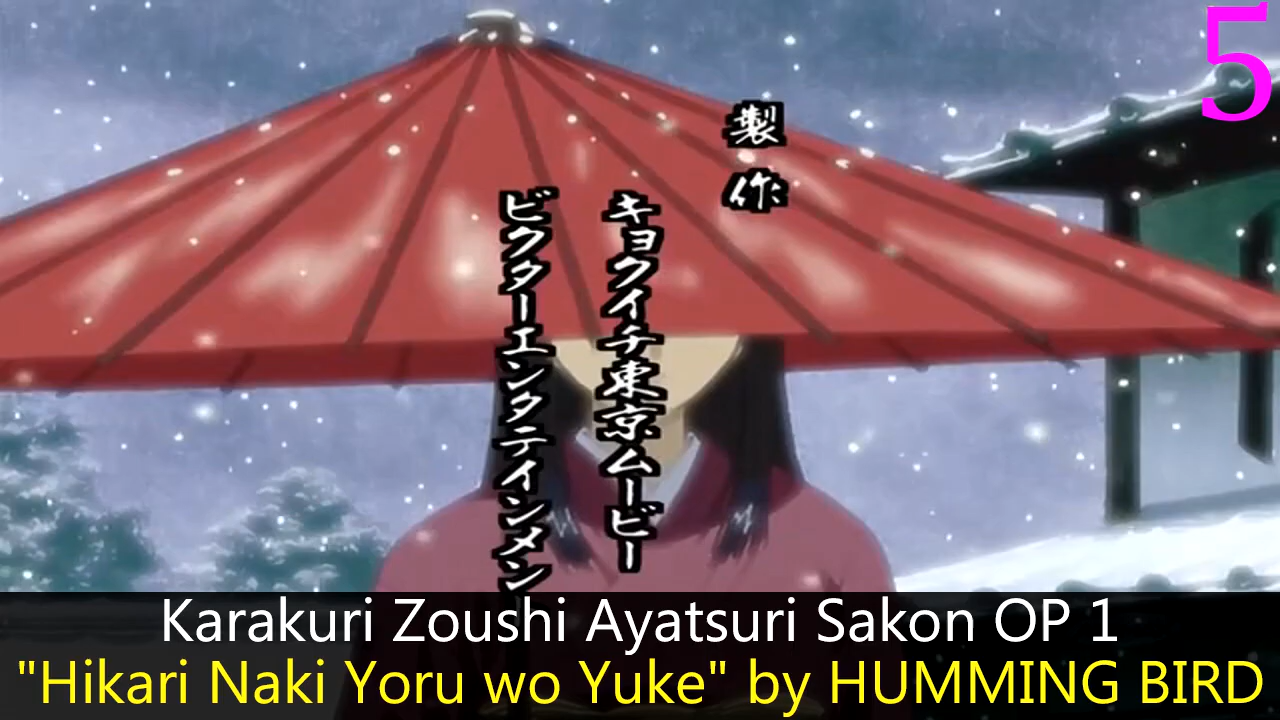 5
製作
キョクイチ東京ムービー
ビクターエンタテインメン
Karakuri Zoushi Ayatsuri Sakon OP 1
"Hikari Naki Yoru wo Yuke" by HUMMING BIRD